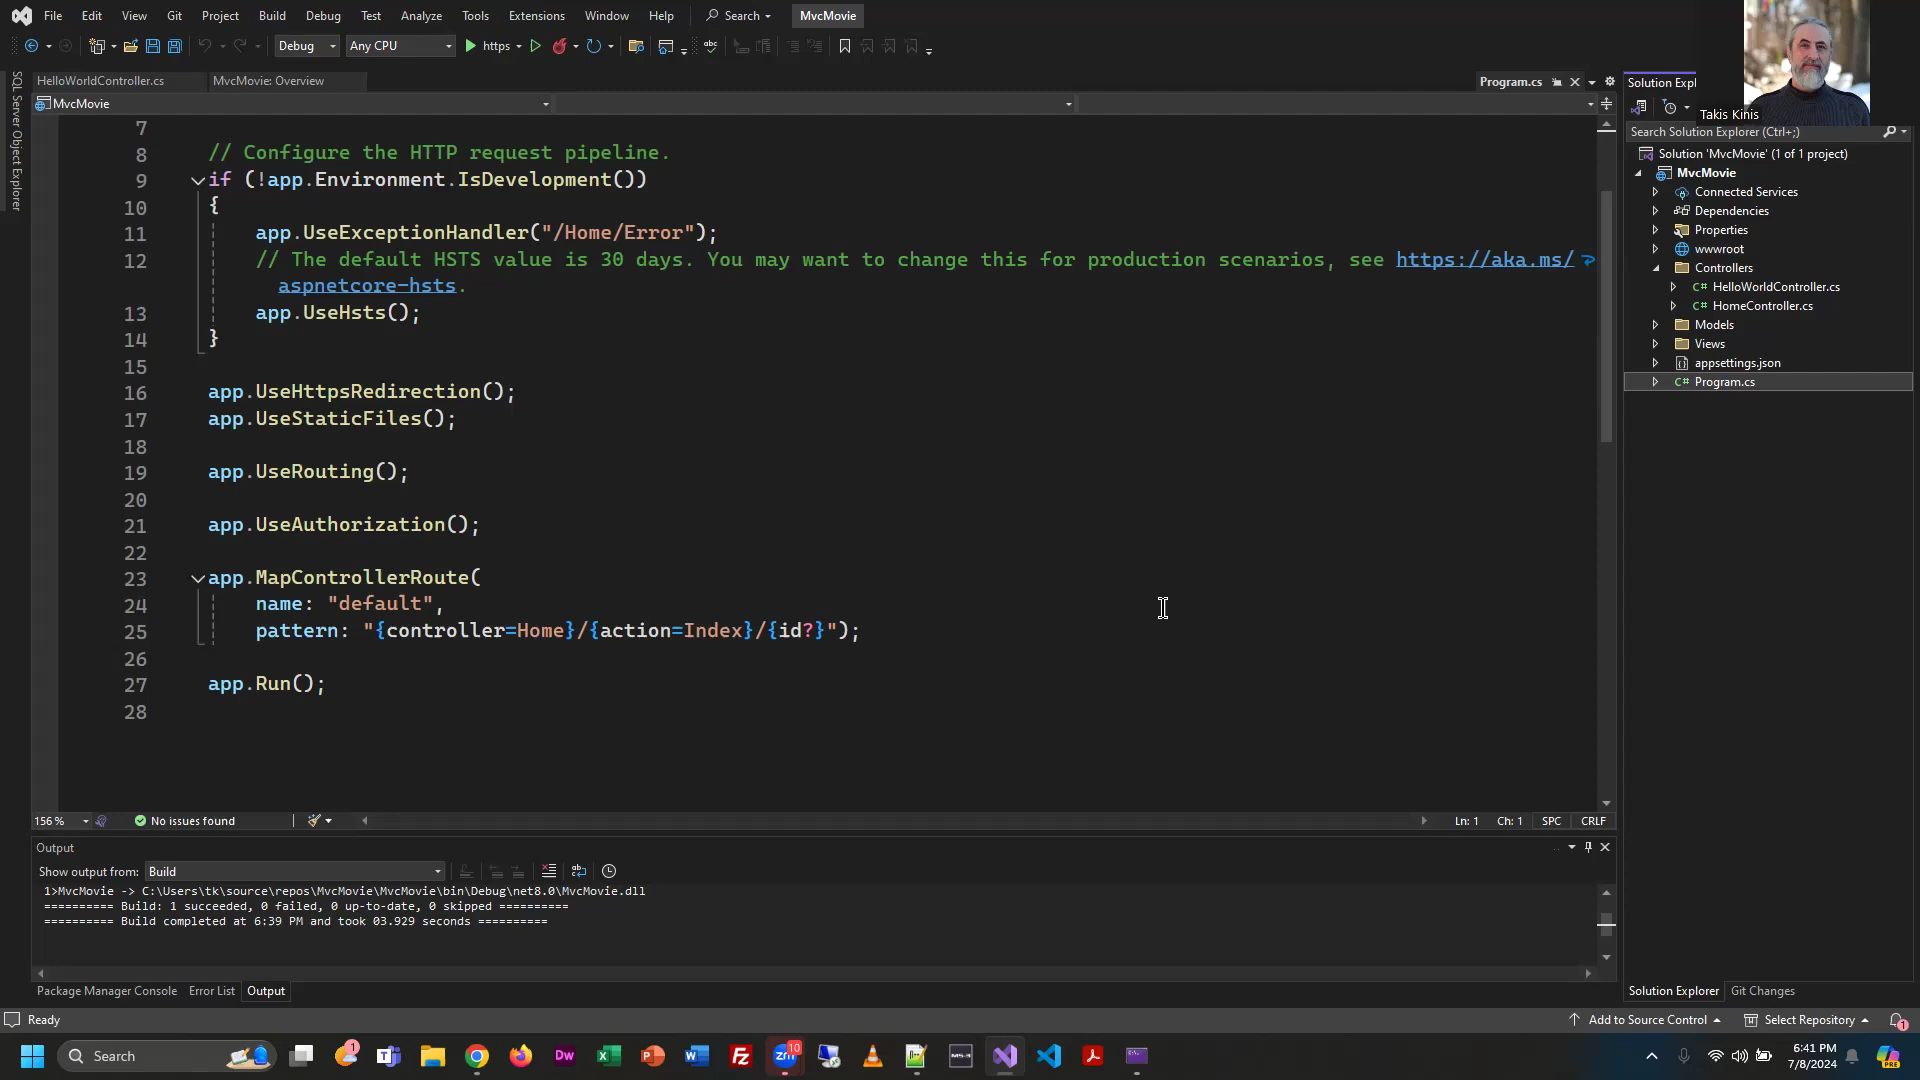 File Edit View Git Project Build Debug Test Analyze Tools Extensions Window Help Search MvcMovie
Debug Any CPU https
SQL Server Object Explorer
HelloWorldController.cs MvcMovie: Overview Program.cs
MvcMovie
7
8 // Configure the HTTP request pipeline.
9 if (!app.Environment.IsDevelopment())
10 {
11 app.UseExceptionHandler("/Home/Error");
12 // The default HSTS value is 30 days. You may want to change this for production scenarios, see https://aka.ms/
aspnetcore-hsts.
13 app.UseHsts();
14 }
15
16 app.UseHttpsRedirection();
17 app.UseStaticFiles();
18
19 app.UseRouting();
20
21 app.UseAuthorization();
22
23 app.MapControllerRoute(
24 name: "default",
25 pattern: "{controller=Home}/{action=Index}/{id?}");
26
27 app.Run();
28
156 % No issues found Ln: 1 Ch: 1 SPC CRLF
Output
Show output from: Build
1>MvcMovie -> C:\Users\tk\source\repos\MvcMovie\MvcMovie\bin\Debug\net8.0\MvcMovie.dll
========== Build: 1 succeeded, 0 failed, 0 up-to-date, 0 skipped ==========
========== Build completed at 6:39 PM and took 03.929 seconds ==========
Package Manager Console Error List Output
Solution Expl
Takis Kinis
Search Solution Explorer (Ctrl+;)
Solution 'MvcMovie' (1 of 1 project)
MvcMovie
Connected Services
Dependencies
Properties
wwwroot
Controllers
C# HelloWorldController.cs
C# HomeController.cs
Models
Views
appsettings.json
C# Program.cs
Solution Explorer Git Changes
Ready Add to Source Control Select Repository 1
Search 1 Dw 10 zm 6:41 PM
7/8/2024
PRE